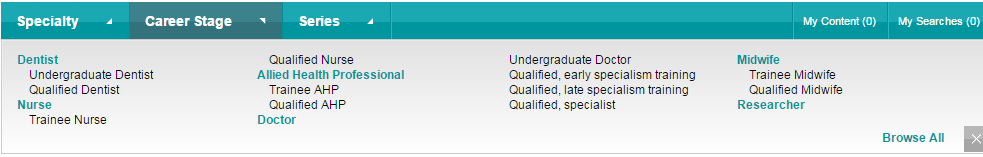 Specialty
Career Stage
Series
My Content (0)
My Searches (0)
Dentist
Undergraduate Dentist
Qualified Dentist
Nurse
Trainee Nurse
Qualified Nurse
Allied Health Professional
Trainee AHP
Qualified AHP
Doctor
Undergraduate Doctor
Qualified, early specialism training
Qualified, late specialism training
Qualified, specialist
Midwife
Trainee Midwife
Qualified Midwife
Researcher
Browse All